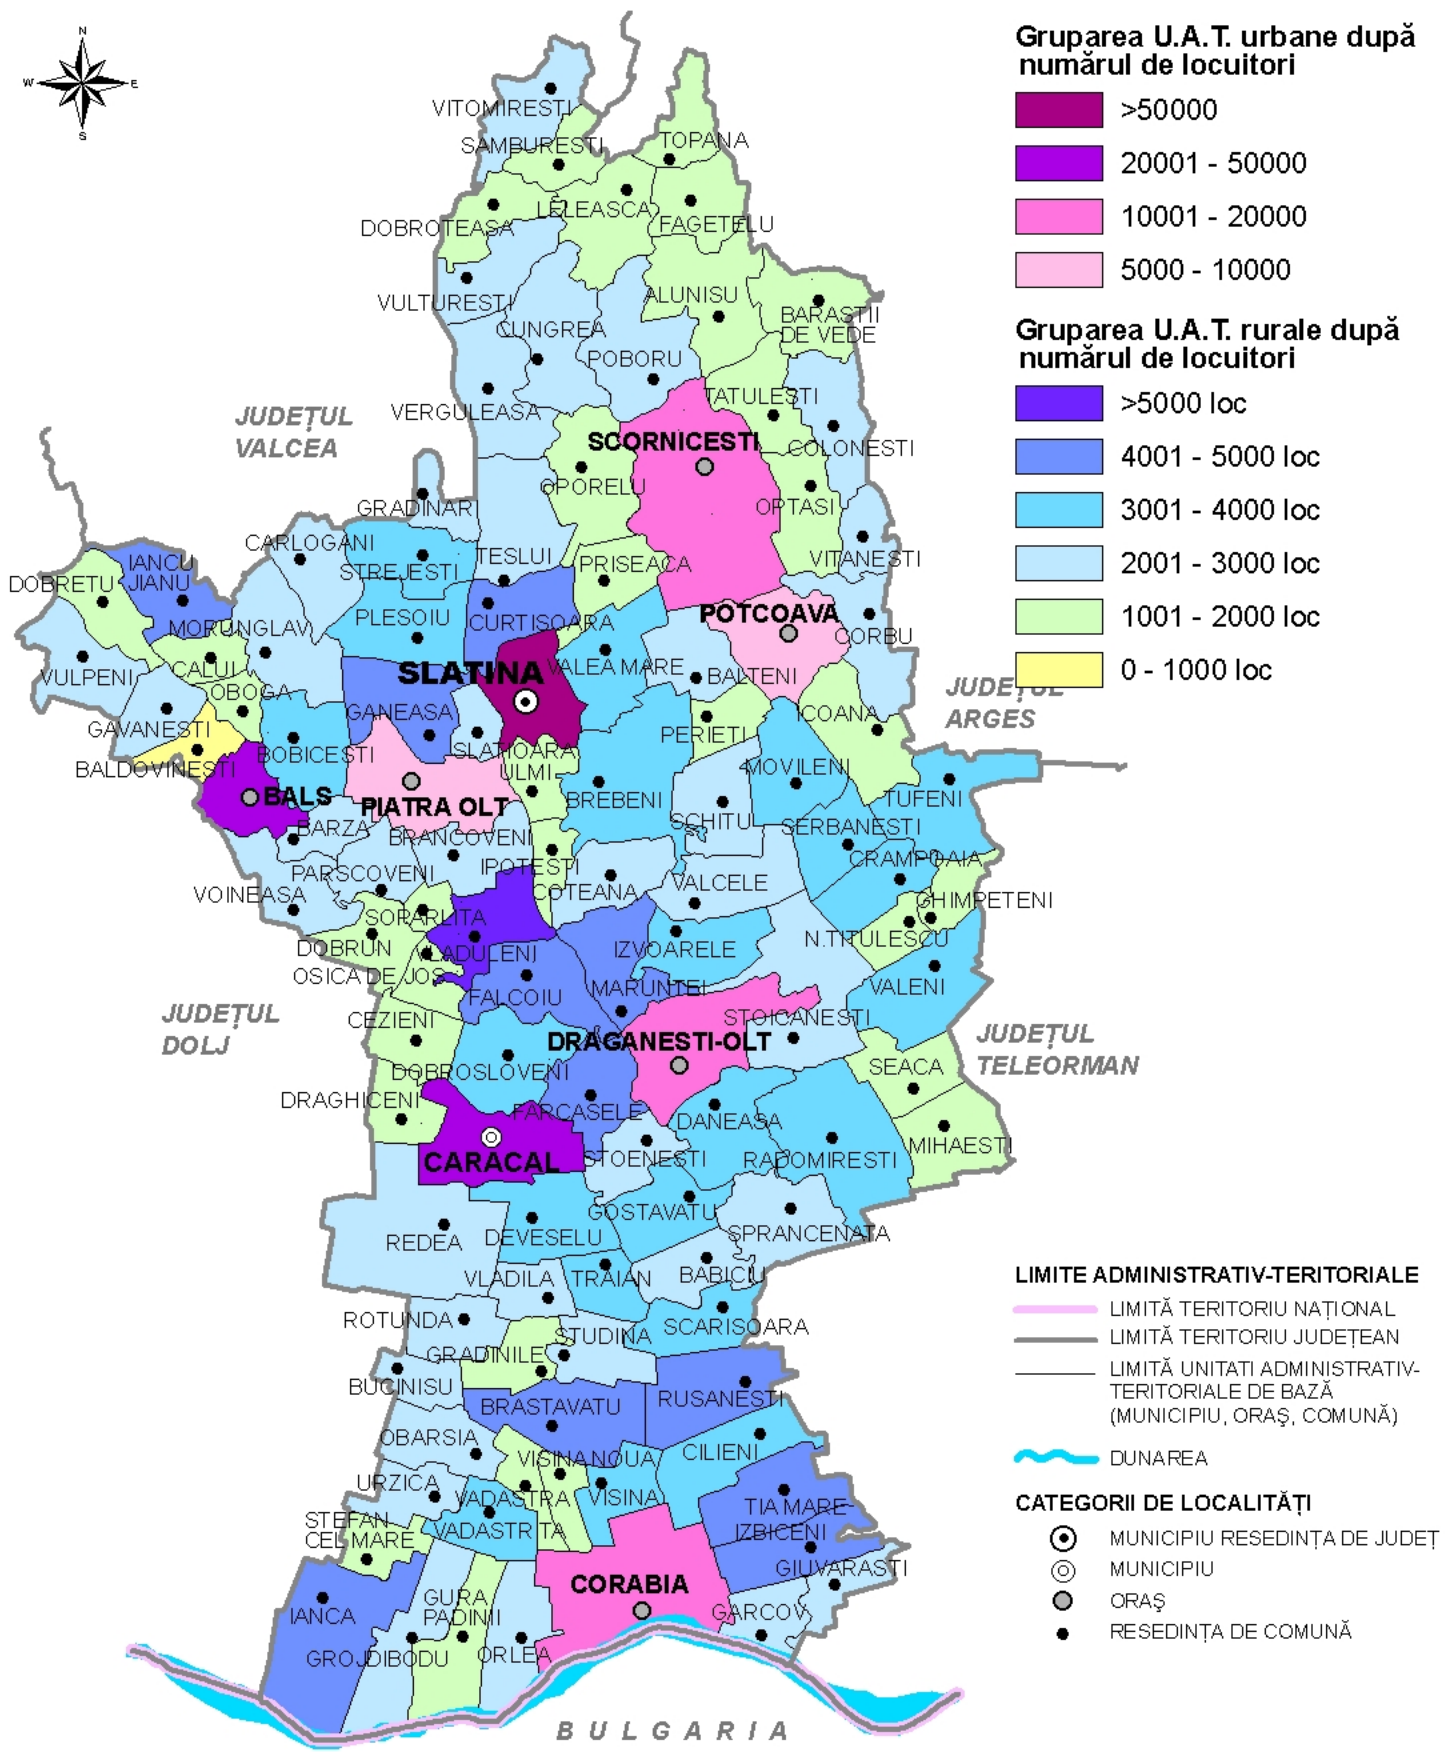 N
W
E
S
VITOMIRESTI
SAMBURESTI
TOPANA
LELEASCA
DOBROTEASA
FAGETELU
VULTURESTI
ALUNISU
BARASTII
DE VEDE
CUNGREA
POBORU
VERGULEASA
TATULESTI
JUDEȚUL
VALCEA
SCORNICESTI
COLONESTI
OPORELU
GRADINARI
OPTASI
CARLOGANI
TESLUI
VITANESTI
IANCU
JIANU
STREJESTI
PRISEACA
DOBRETU
PLESOIU
CURTISOARA
POTCOAVA
MORUNGLAV
CORBU
CALUI
VULPENI
SLATINA
VALEA MARE
BALTENI
OBOGA
JUDEȚUL
ARGES
GANEASA
ICOANA
GAVANESTI
PERIETI
BOBICESTI
SLATIOARA
BALDOVINESTI
ULMI
MOVILENI
BALS
PIATRA OLT
BREBENI
TUFENI
SCHITU
BARZA
SERBANESTI
BRANCOVENI
CRAMPOAIA
IPOTESTI
PARSCOVENI
VALCELE
VOINEASA
COTEANA
GHIMPETENI
SOPARLITA
DOBRUN
VLADULENI
IZVOARELE
N.TITULESCU
OSICA DE JOS
FALCOIU
MARUNTEI
VALENI
CEZIENI
STOICANESTI
JUDEȚUL
DOLJ
DRAGANESTI-OLT
JUDEȚUL
TELEORMAN
DOBROSLOVENI
SEACA
DRAGHICENI
FARCASELE
DANEASA
MIHAESTI
CARACAL
STOENESTI
RADOMIRESTI
GOSTAVATU
REDEA
DEVESELU
SPRANCENATA
VLADILA
TRAIAN
BABICIU
ROTUNDA
STUDINA
SCARISOARA
GRADINILE
BUCINISU
RUSANESTI
BRASTAVATU
OBARSIA
VISINA NOUA
CILIENI
URZICA
VADASTRA
VISINA
TIA MARE
STEFAN
CEL MARE
VADASTRITA
IZBICENI
GIUVARASTI
CORABIA
GURA
PADINII
IANCA
GARCOV
GROJDIBODU
ORLEA
BULGARIA
Gruparea U.A.T. urbane după
numărul de locuitori
>50000
20001 - 50000
10001 - 20000
5000 - 10000
Gruparea U.A.T. rurale după
numărul de locuitori
>5000 loc
4001 - 5000 loc
3001 - 4000 loc
2001 - 3000 loc
1001 - 2000 loc
0 - 1000 loc
LIMITE ADMINISTRATIV-TERITORIALE
LIMITĂ TERITORIU NAȚIONAL
LIMITĂ TERITORIU JUDEȚEAN
LIMITĂ UNITATI ADMINISTRATIV-
TERITORIALE DE BAZĂ
(MUNICIPIU, ORAŞ, COMUNĂ)
DUNAREA
CATEGORII DE LOCALITĂȚI
MUNICIPIU RESEDINȚA DE JUDEȚ
MUNICIPIU
ORAŞ
RESEDINȚA DE COMUNĂ